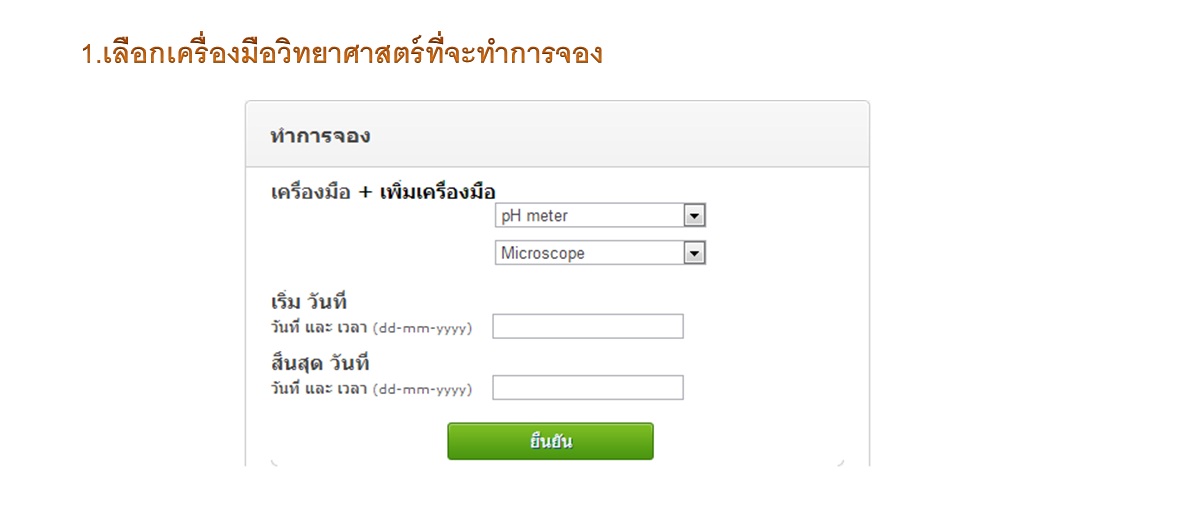 1.เลือกเครื่องมือวิทยาศาสตร์ที่จะทำการจอง
ทำการจอง
เครื่องมือ + เพิ่มเครื่องมือ
pH meter
Microscope
เริ่ม วันที่
วันที่ และ เวลา (dd-mm-yyyy)
สิ้นสุด วันที่
วันที่ และ เวลา (dd-mm-yyyy)
ยืนยัน